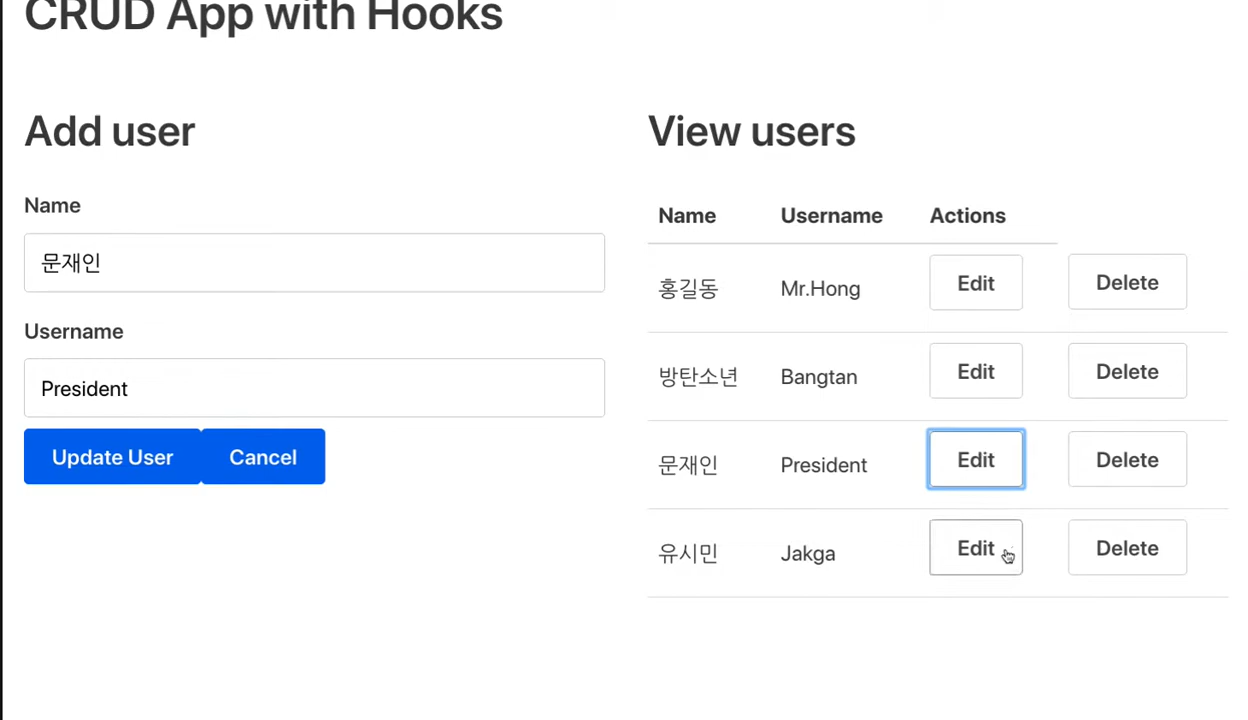 CRUD App with Hooks
Add user
Name
문재인
Username
President
Update User Cancel
View users
Name Username Actions
홍길동 Mr.Hong Edit Delete
방탄소년 Bangtan Edit Delete
문재인 President Edit Delete
유시민 Jakga Edit Delete